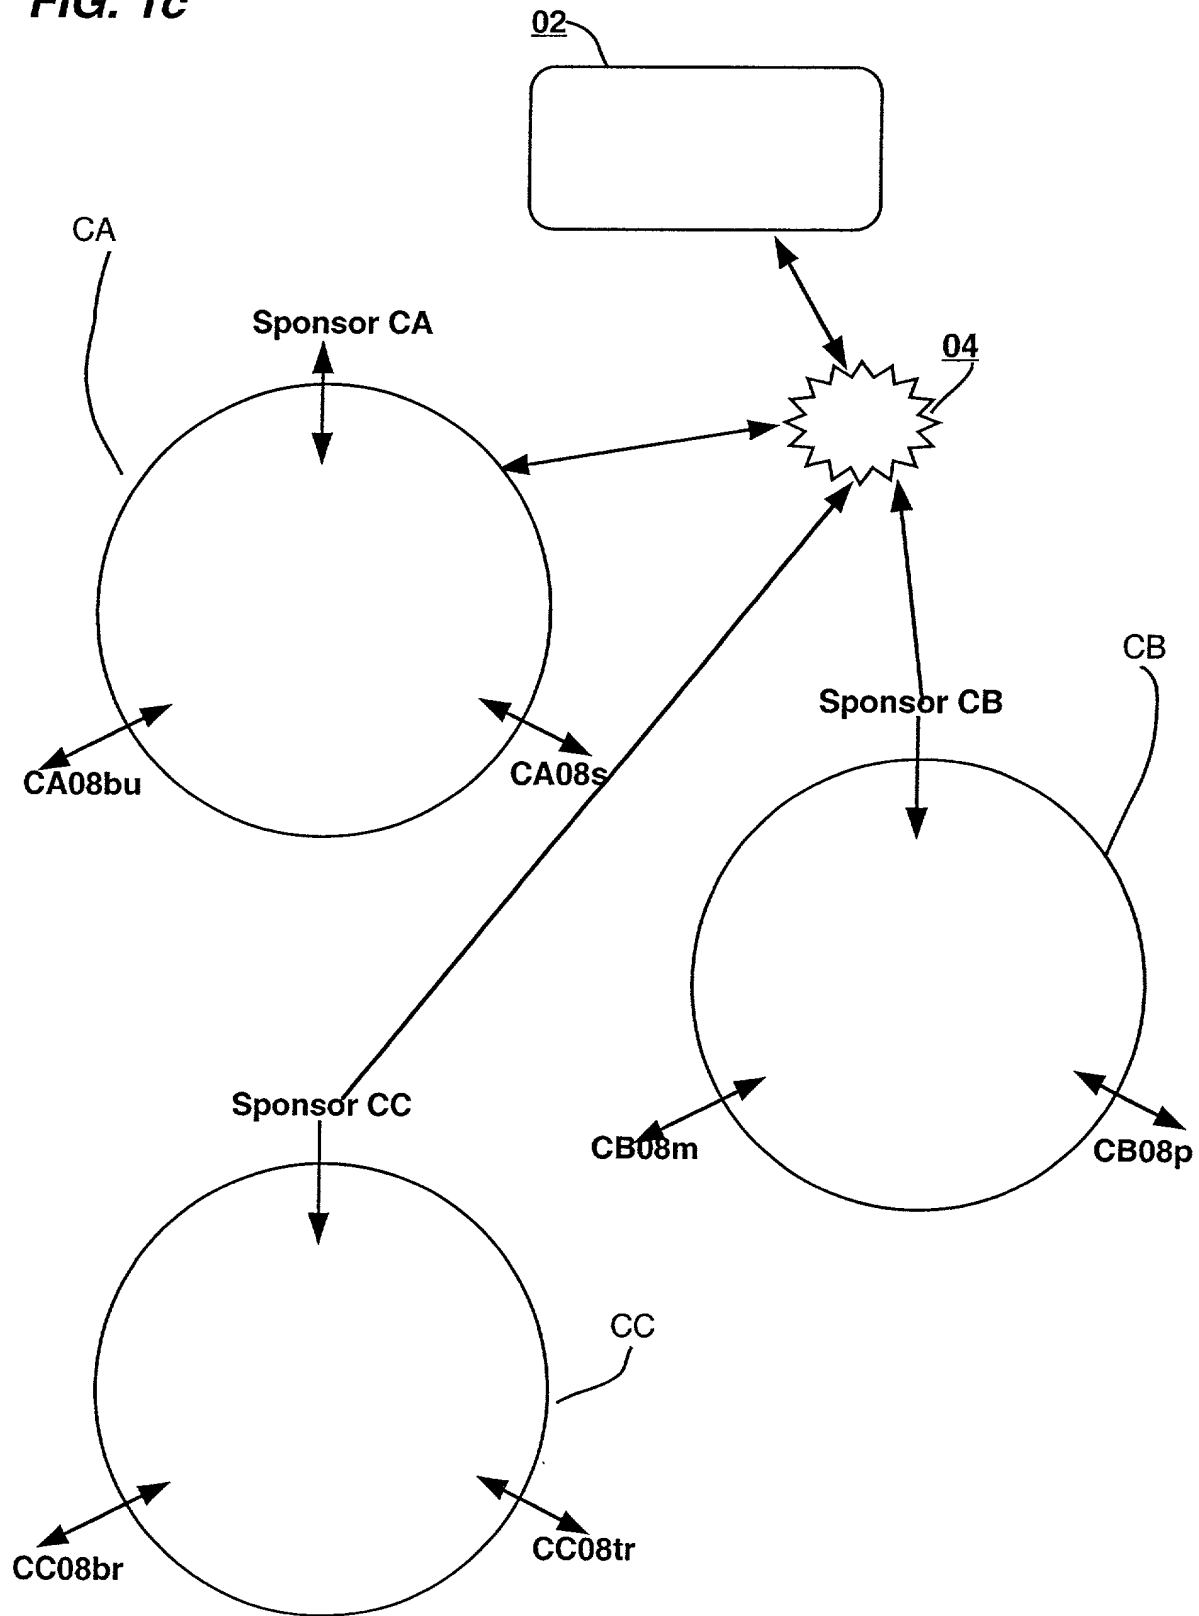 FIG. 1c
02
CA
Sponsor CA
04
CB
Sponsor CB
CA08bu
CA08s
Sponsor CC
CB08m
CB08p
CC
CC08br
CC08tr